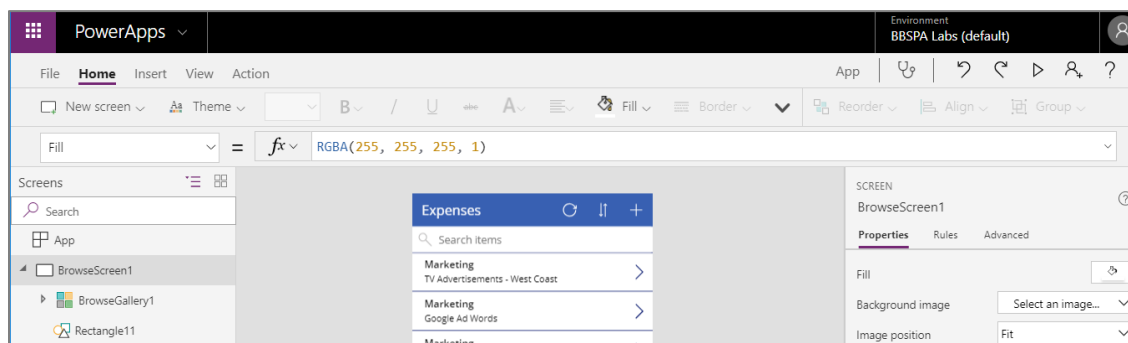 PowerApps
Environment
BBSPA Labs (default)
File Home Insert View Action
App
?
New screen Theme B / U abc A Fill Border Reorder Align Group
Fill = fx RGBA(255, 255, 255, 1)
Screens
Search
App
BrowseScreen1
BrowseGallery1
Rectangle11
Expenses
Search items
Marketing
TV Advertisements - West Coast
Marketing
Google Ad Words
Marketing
SCREEN
BrowseScreen1
?
Properties Rules Advanced
Fill
Background image Select an image...
Image position Fit